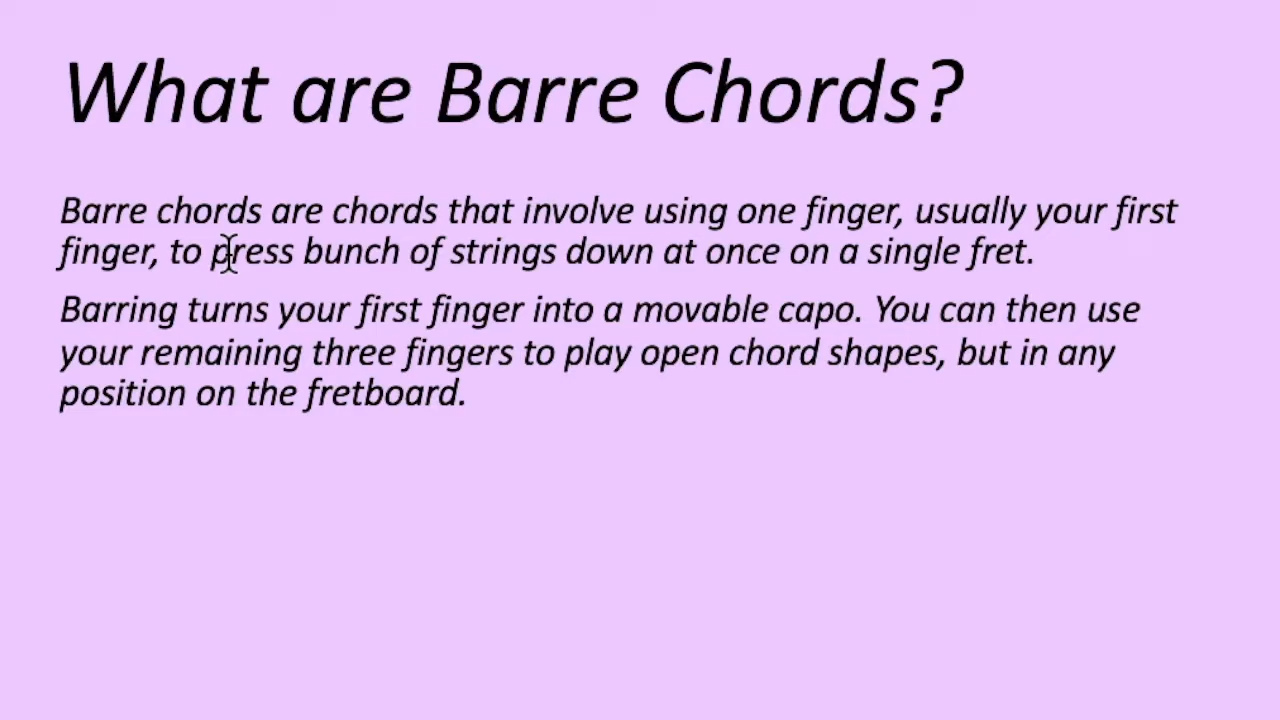 What are Barre Chords?
Barre chords are chords that involve using one finger, usually your first
finger, to press bunch of strings down at once on a single fret.
Barring turns your first finger into a movable capo. You can then use
your remaining three fingers to play open chord shapes, but in any
position on the fretboard.